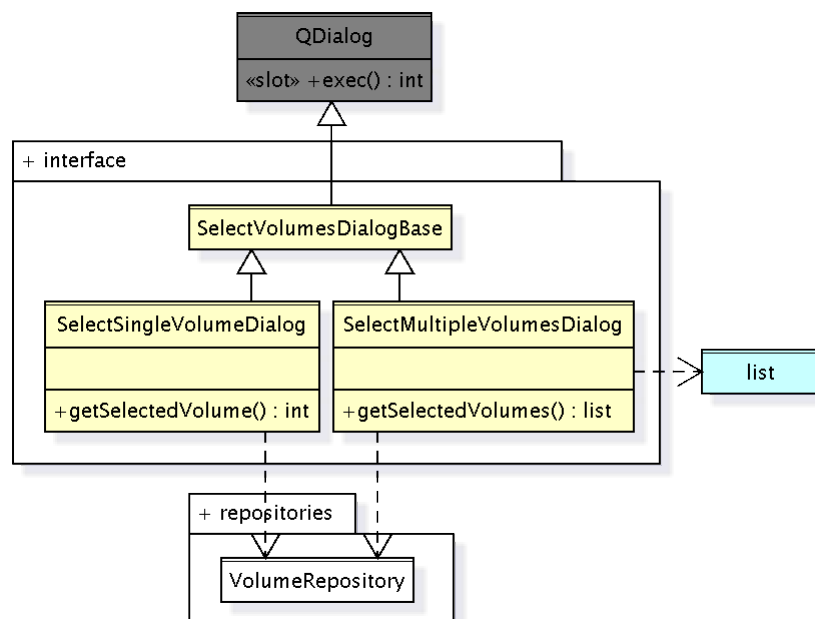 QDialog
«slot» +exec() : int
+ interface
SelectVolumesDialogBase
SelectSingleVolumeDialog
+getSelectedVolume() : int
SelectMultipleVolumesDialog
+getSelectedVolumes() : list
list
+ repositories
VolumeRepository